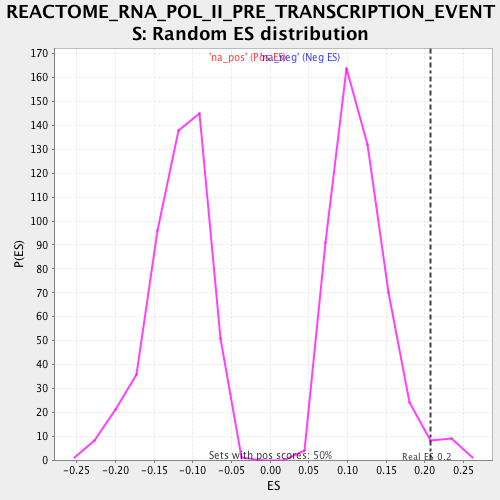 REACTOME_RNA_POL_II_PRE_TRANSCRIPTION_EVENT
S: Random ES distribution
'na_pos' (Pos ES) 'na_neg' (Neg ES)
170
160
150
140
130
120
110
100
90
80
70
60
50
40
30
20
10
0
P(ES)
Sets with pos scores: 50%
Real ES 0.2
-0.25 -0.20 -0.15 -0.10 -0.05 0.00 0.05 0.10 0.15 0.20 0.25
ES